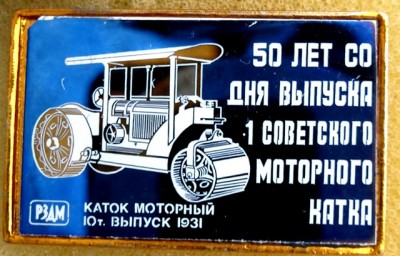 50 ЛЕТ СО
ДНЯ ВЫПУСКА
1 СОВЕТСКОГО
МОТОРНОГО
КАТКА
РЗДМ
КАТОК МОТОРНЫЙ
10т. ВЫПУСК 1931